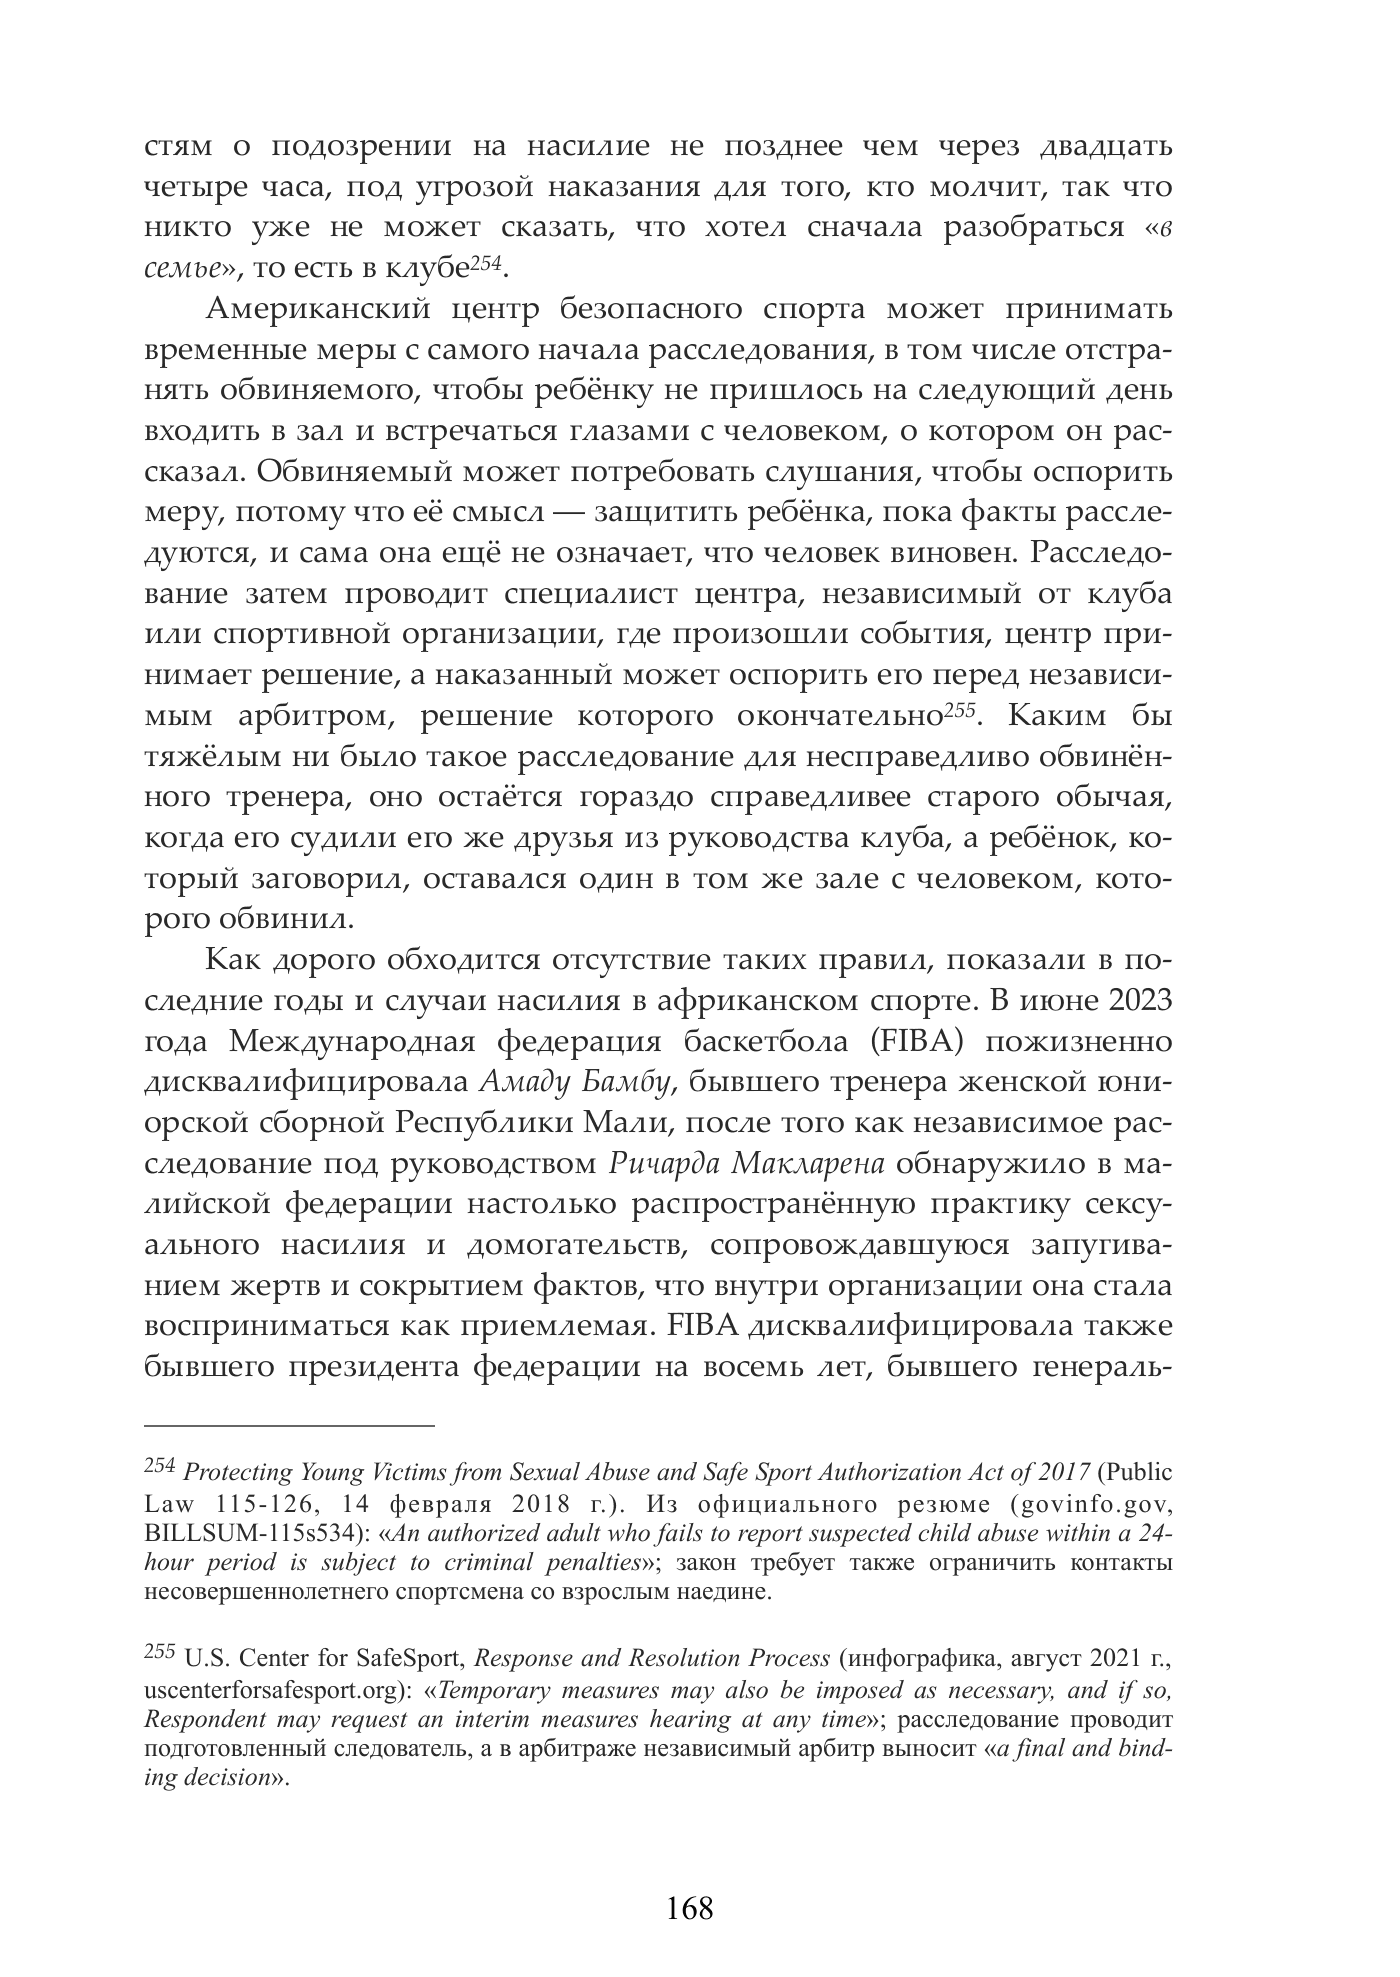 стям о подозрении на насилие не позднее чем через двадцать
четыре часа, под угрозой наказания для того, кто молчит, так что
никто уже не может сказать, что хотел сначала разобраться «в
семье», то есть в клубе254.
Американский центр безопасного спорта может принимать
временные меры с самого начала расследования, в том числе отстра-
нять обвиняемого, чтобы ребёнку не пришлось на следующий день
входить в зал и встречаться глазами с человеком, о котором он рас-
сказал. Обвиняемый может потребовать слушания, чтобы оспорить
меру, потому что её смысл — защитить ребёнка, пока факты рассле-
дуются, и сама она ещё не означает, что человек виновен. Расследо-
вание затем проводит специалист центра, независимый от клуба
или спортивной организации, где произошли события, центр при-
нимает решение, а наказанный может оспорить его перед независи-
мым арбитром, решение которого окончательно255. Каким бы
тяжёлым ни было такое расследование для несправедливо обвинён-
ного тренера, оно остаётся гораздо справедливее старого обычая,
когда его судили его же друзья из руководства клуба, а ребёнок, ко-
торый заговорил, оставался один в том же зале с человеком, кото-
рого обвинил.
Как дорого обходится отсутствие таких правил, показали в по-
следние годы и случаи насилия в африканском спорте. В июне 2023
года Международная федерация баскетбола (FIBA) пожизненно
дисквалифицировала Амаду Бамбу, бывшего тренера женской юни-
орской сборной Республики Мали, после того как независимое рас-
следование под руководством Ричарда Макларена обнаружило в ма-
лийской федерации настолько распространённую практику сексу-
ального насилия и домогательств, сопровождавшуюся запугива-
нием жертв и сокрытием фактов, что внутри организации она стала
восприниматься как приемлемая. FIBA дисквалифицировала также
бывшего президента федерации на восемь лет, бывшего генераль-
254 Protecting Young Victims from Sexual Abuse and Safe Sport Authorization Act of 2017 (Public
Law 115-126, 14 февраля 2018 г.). Из официального резюме (govinfo.gov,
BILLSUM-115s534): «An authorized adult who fails to report suspected child abuse within a 24-
hour period is subject to criminal penalties»; закон требует также ограничить контакты
несовершеннолетнего спортсмена со взрослым наедине.
255 U.S. Center for SafeSport, Response and Resolution Process (инфографика, август 2021 г.,
uscenterforsafesport.org): «Temporary measures may also be imposed as necessary, and if so,
Respondent may request an interim measures hearing at any time»; расследование проводит
подготовленный следователь, а в арбитраже независимый арбитр выносит «a final and bind-
ing decision».
168